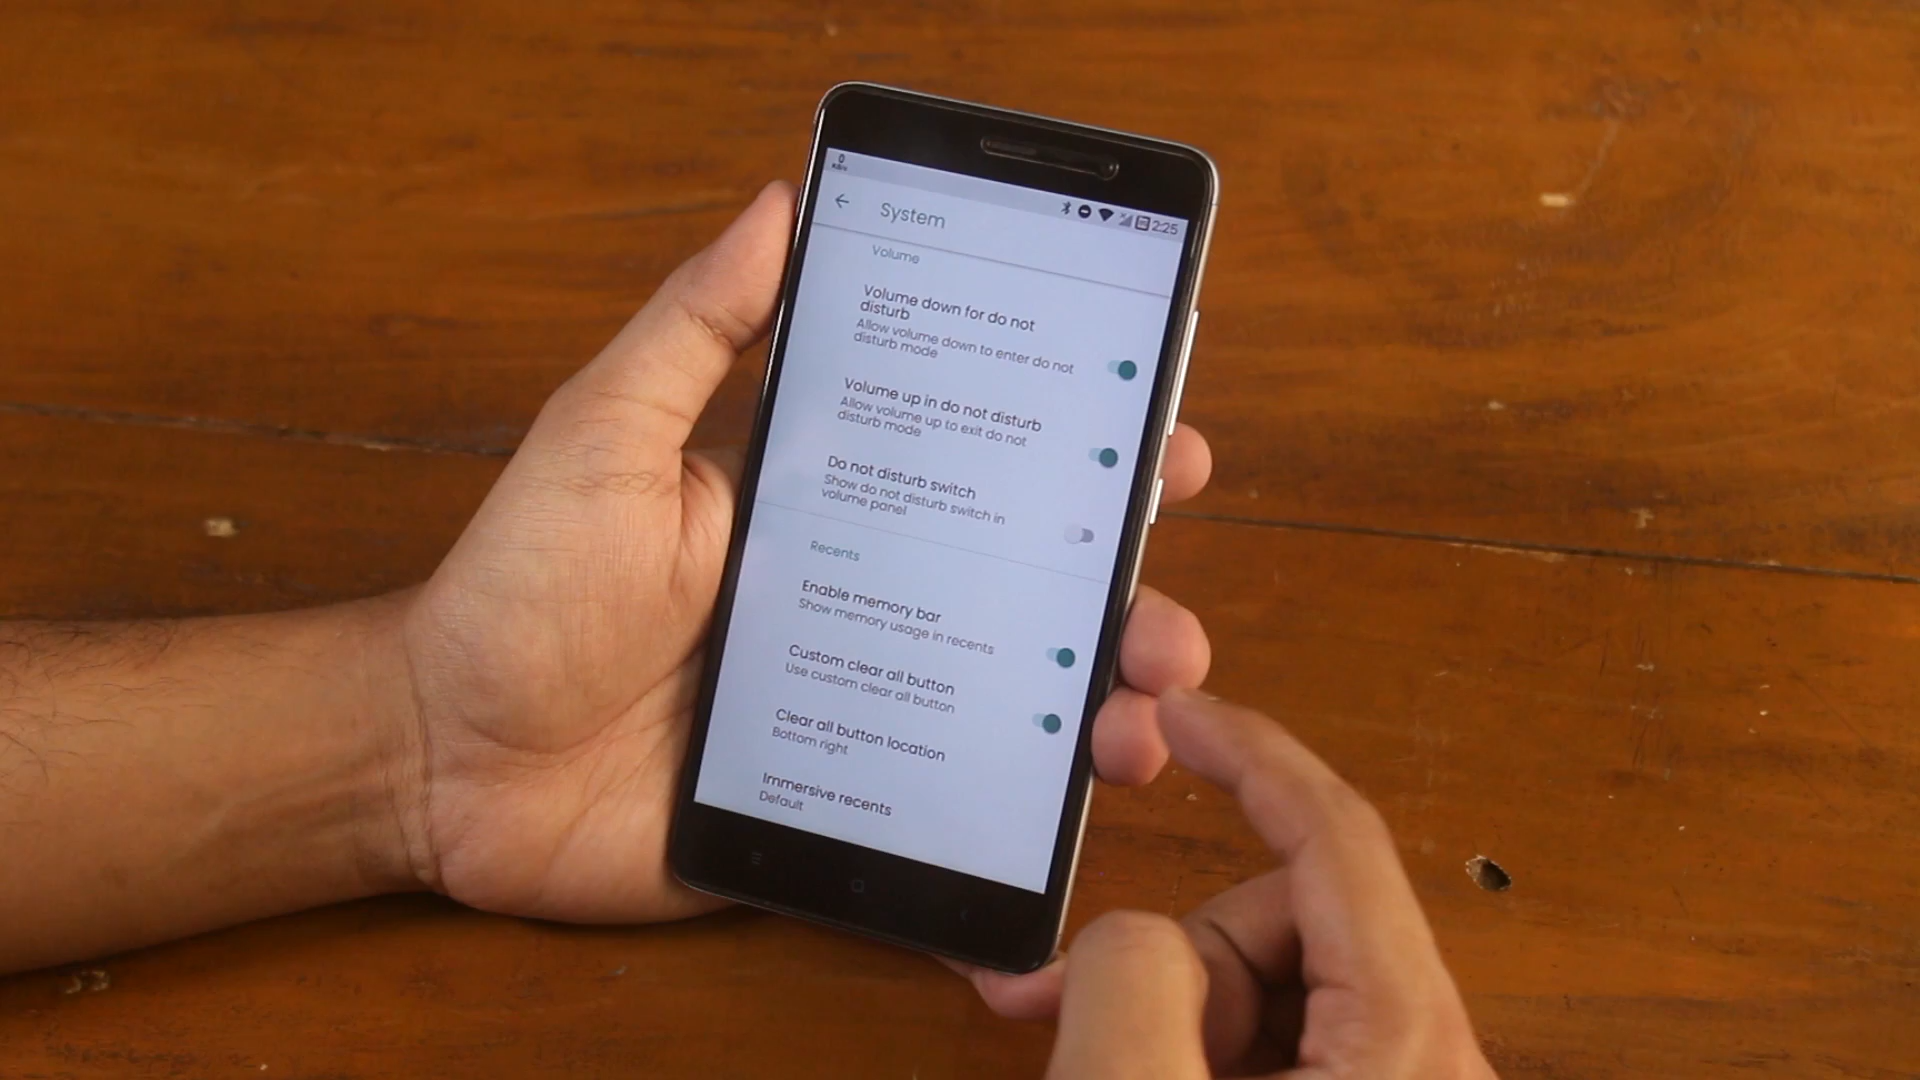 0
KB/s
2:25
System
Volume
Volume down for do not
disturb
Allow volume down to enter do not
disturb mode
Volume up in do not disturb
Allow volume up to exit do not
disturb mode
Do not disturb switch
Show do not disturb switch in
volume panel
Recents
Enable memory bar
Show memory usage in recents
Custom clear all button
Use custom clear all button
Clear all button location
Bottom right
Immersive recents
Default